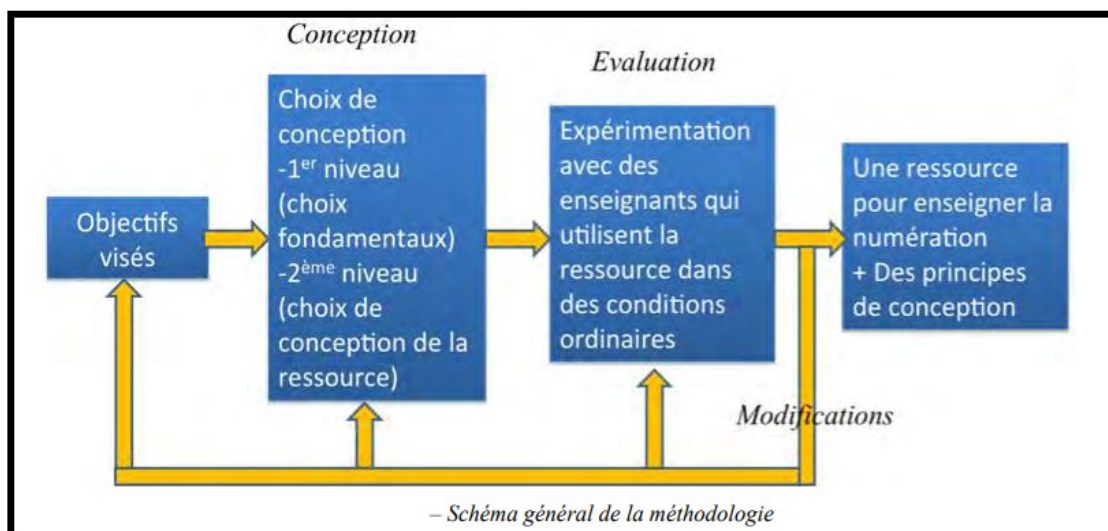 Conception
Evaluation
Objectifs
visés
Choix de
conception
-1er niveau
(choix
fondamentaux)
-2ème niveau
(choix de
conception de la
ressource)
Expérimentation
avec des
enseignants qui
utilisent la
ressource dans
des conditions
ordinaires
Une ressource
pour enseigner la
numération
+ Des principes
de conception
Modifications
– Schéma général de la méthodologie